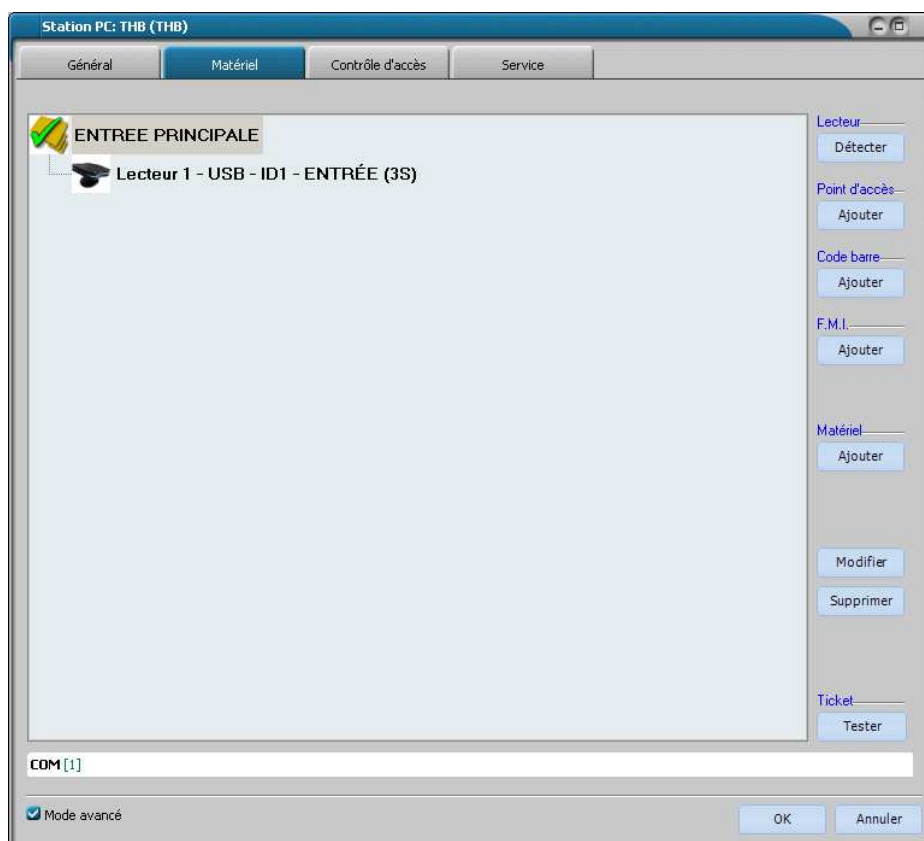 Station PC: THB (THB)
Général Matériel Contrôle d'accès Service
ENTREE PRINCIPALE
Lecteur 1 - USB - ID1 - ENTRÉE (3S)
Lecteur
Détecter
Point d'accès
Ajouter
Code barre
Ajouter
F.M.I.
Ajouter
Matériel
Ajouter
Modifier
Supprimer
Ticket
Tester
COM [1]
Mode avancé
OK Annuler